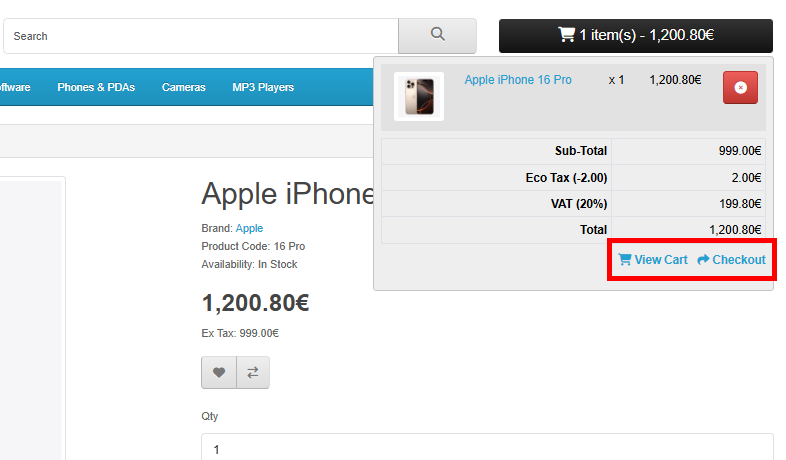 Search
1 item(s) - 1,200.80€
oftware Phones & PDAs Cameras MP3 Players
Apple iPhone 16 Pro x 1 1,200.80€
Sub-Total 999.00€
Eco Tax (-2.00) 2.00€
VAT (20%) 199.80€
Total 1,200.80€
View Cart Checkout
Apple iPhone
Brand: Apple
Product Code: 16 Pro
Availability: In Stock
1,200.80€
Ex Tax: 999.00€
Qty
1